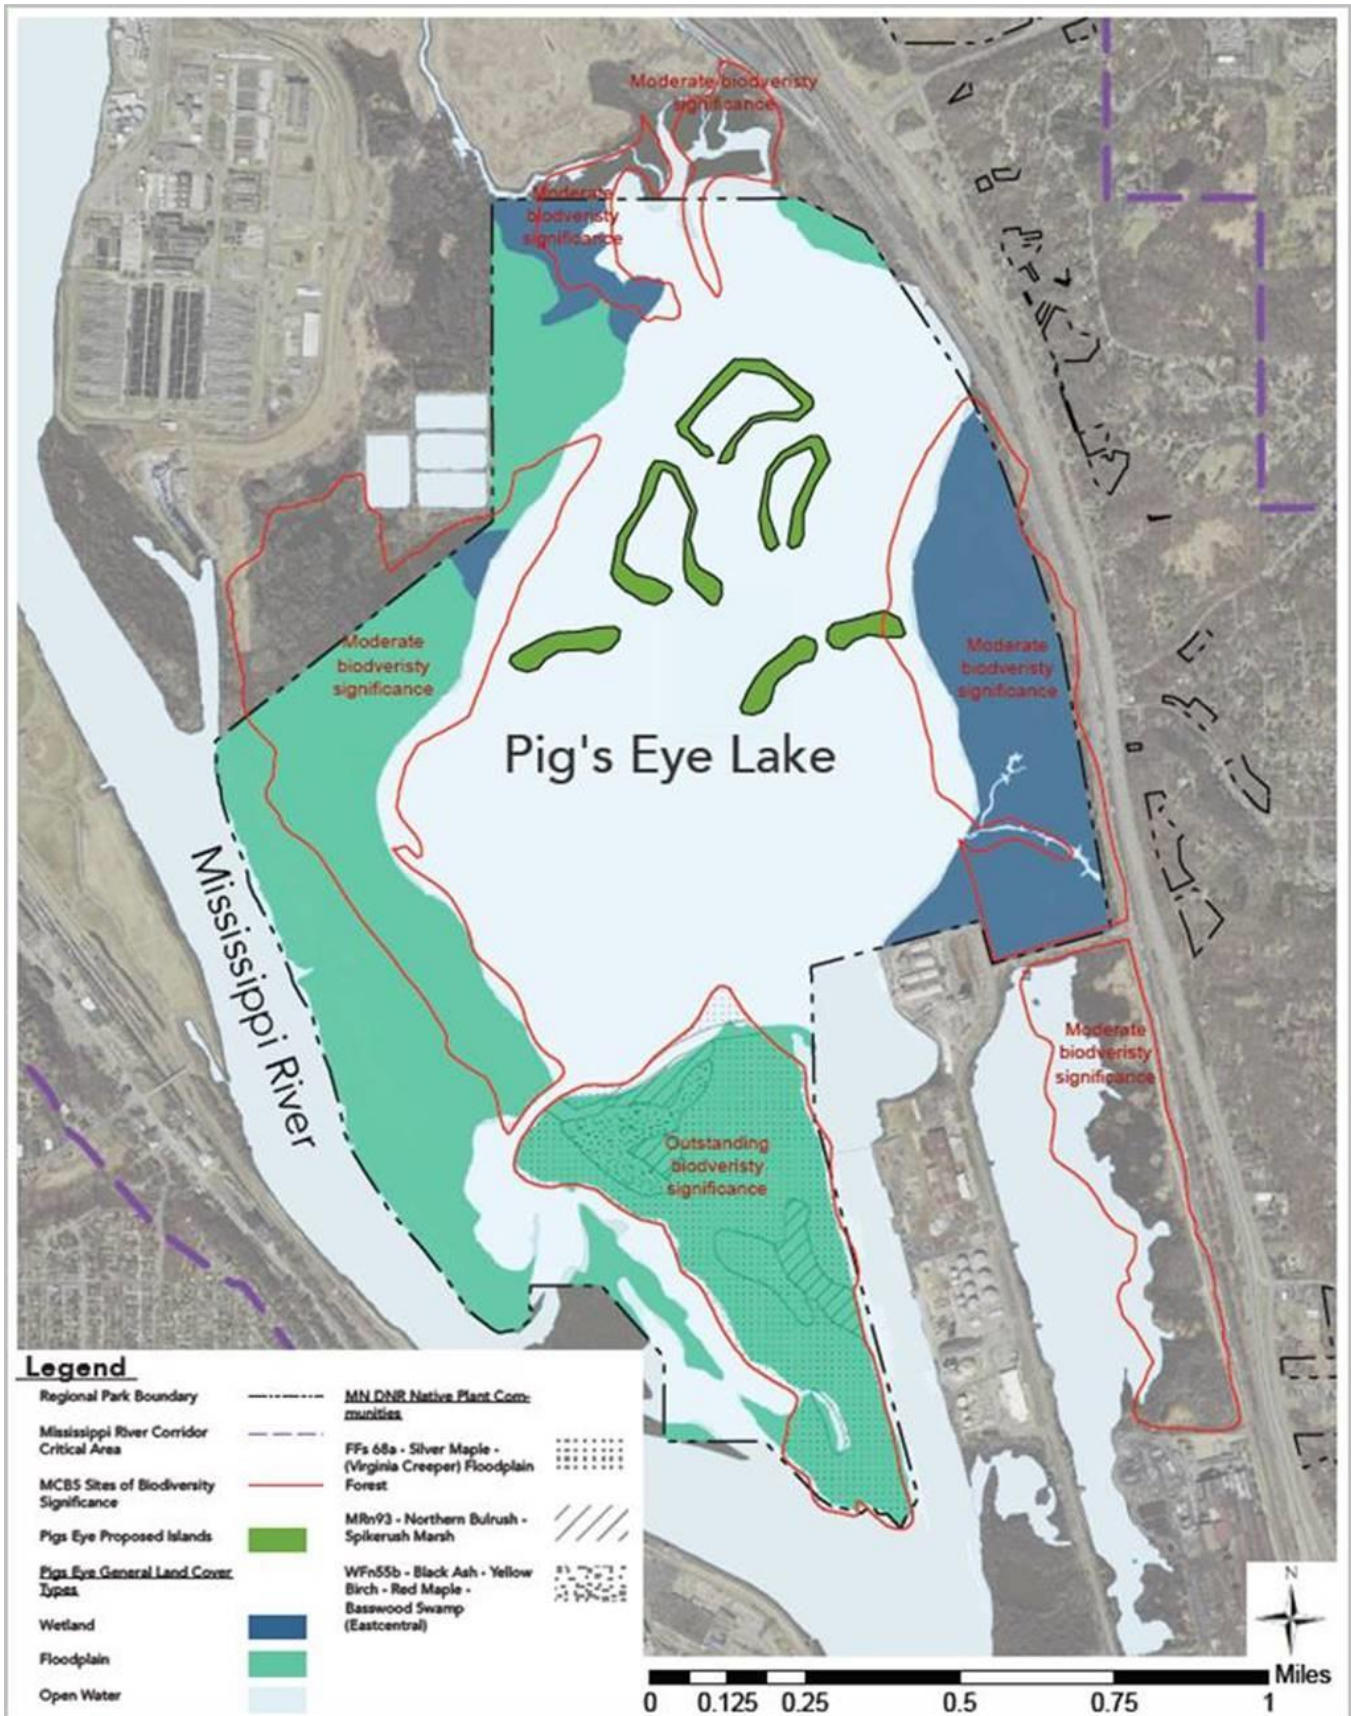 Moderate biodveristy
significance
Moderate
biodveristy
significance
Moderate
biodveristy
significance
Moderate
biodveristy
significance
Pig's Eye Lake
Mississippi River
Moderate
biodveristy
significance
Outstanding
biodveristy
significance
Legend
Regional Park Boundary
Mississippi River Corridor
Critical Area
MCBS Sites of Biodiversity
Significance
Pigs Eye Proposed Islands
Pigs Eye General Land Cover
Types
Wetland
Floodplain
Open Water
MN DNR Native Plant Com-
munities
FFs 68a - Silver Maple -
(Virginia Creeper) Floodplain
Forest
MRn93 - Northern Bulrush -
Spikerush Marsh
WFn55b - Black Ash - Yellow
Birch - Red Maple -
Basswood Swamp
(Eastcentral)
N
Miles
0 0.125 0.25 0.5 0.75 1